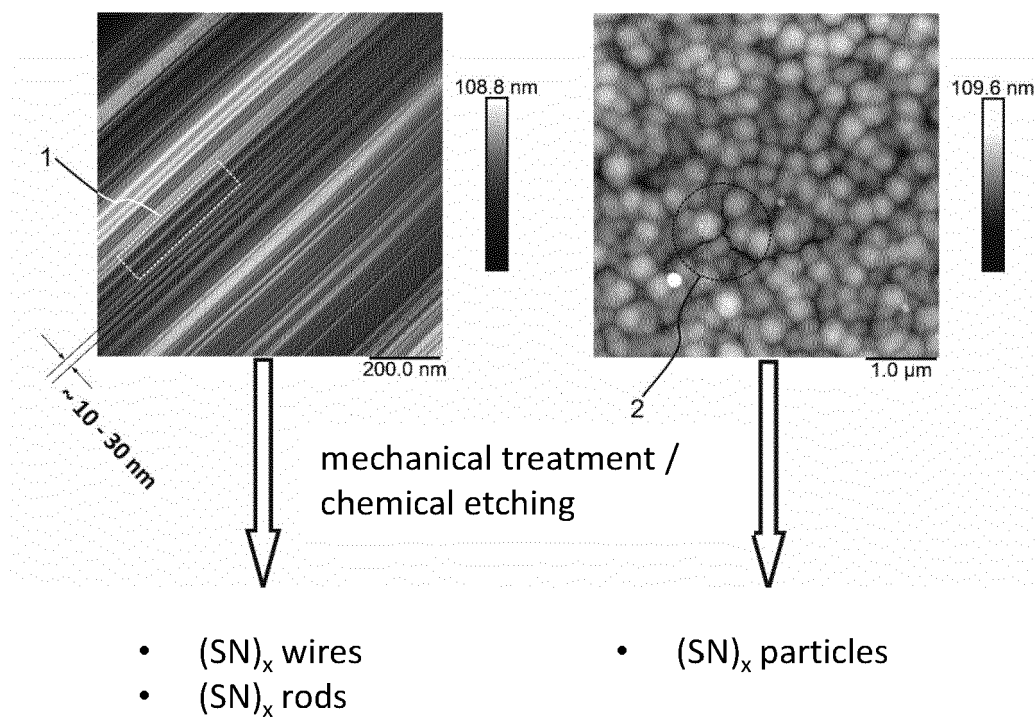 108.8 nm
109.6 nm
1
200.0 nm
1.0 µm
2
~ 10 - 30 nm
mechanical treatment /
chemical etching
• (SN)x wires
• (SN)x rods
• (SN)x particles